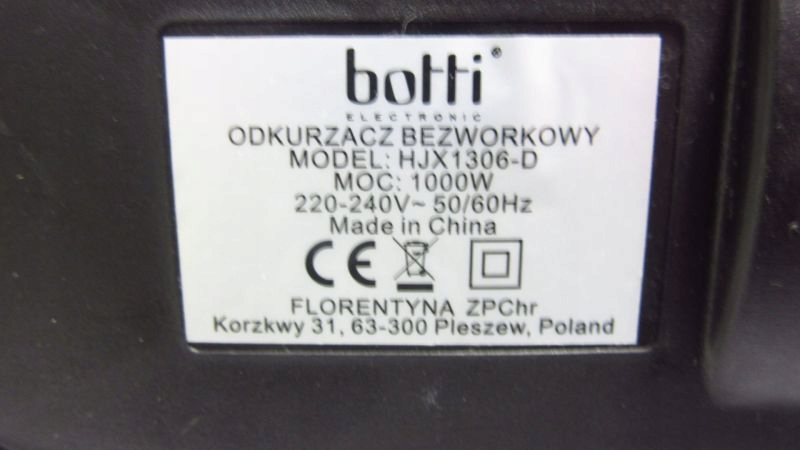 botti®
ELECTRONIC
ODKURZACZ BEZWORKOWY
MODEL: HJX1306-D
MOC: 1000W
220-240V~ 50/60Hz
Made in China
CE
FLORENTYNA ZPChr
Korzkwy 31, 63-300 Pleszew, Poland